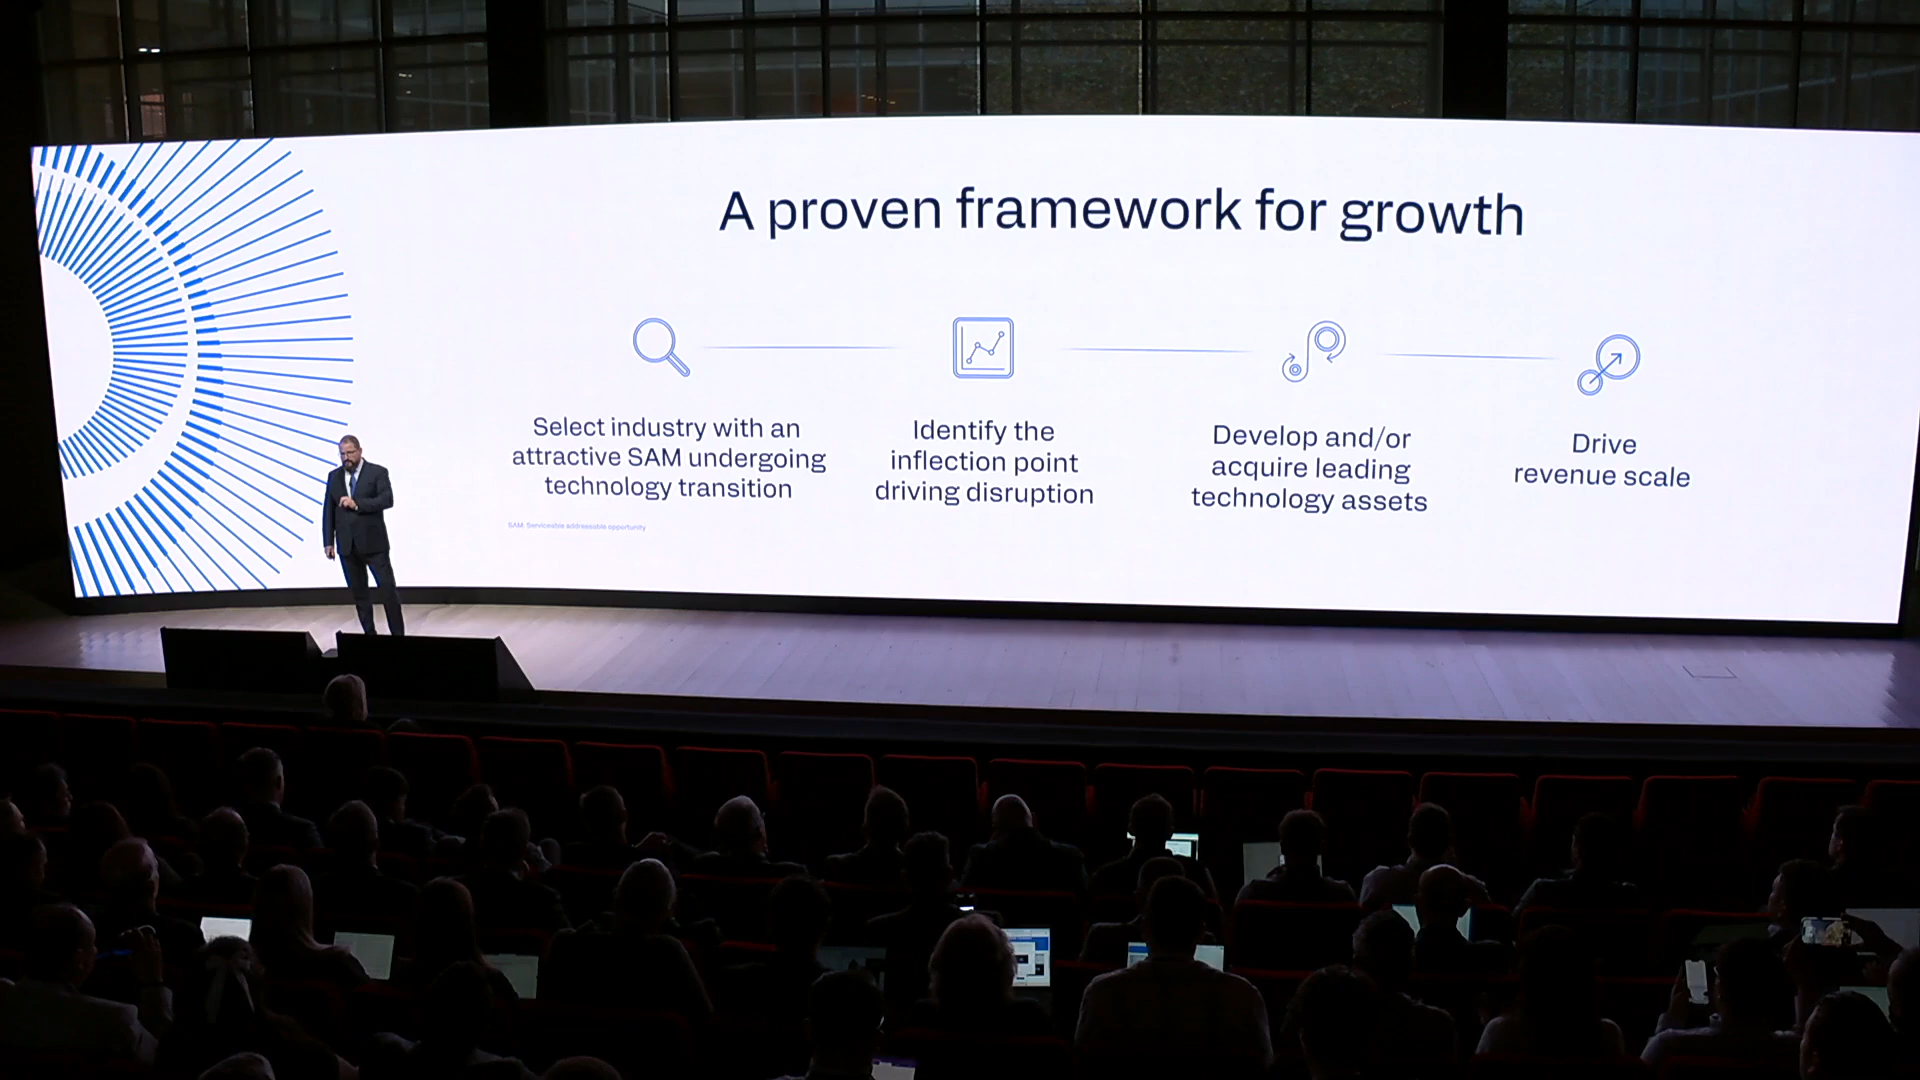 A proven framework for growth
Select industry with an
attractive SAM undergoing
technology transition
Identify the
inflection point
driving disruption
Develop and/or
acquire leading
technology assets
Drive
revenue scale
SAM: Serviceable addressable opportunity